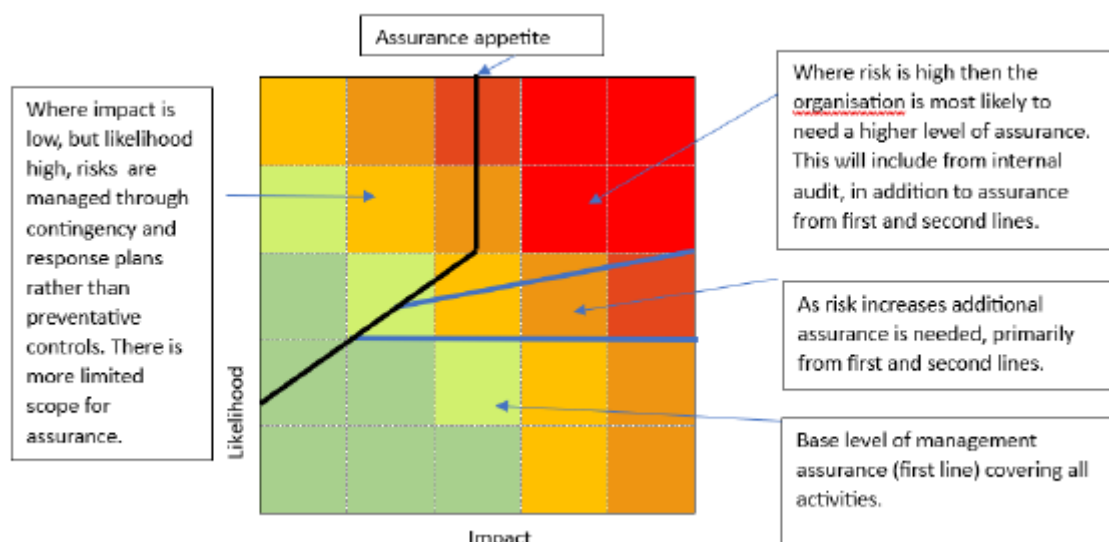 Assurance appetite
Where impact is
low, but likelihood
high, risks are
managed through
contingency and
response plans
rather than
preventative
controls. There is
more limited
scope for
assurance.
Where risk is high then the
organisation is most likely to
need a higher level of assurance.
This will include from internal
audit, in addition to assurance
from first and second lines.
As risk increases additional
assurance is needed, primarily
from first and second lines.
Base level of management
assurance (first line) covering all
activities.
Likelihood
Impact